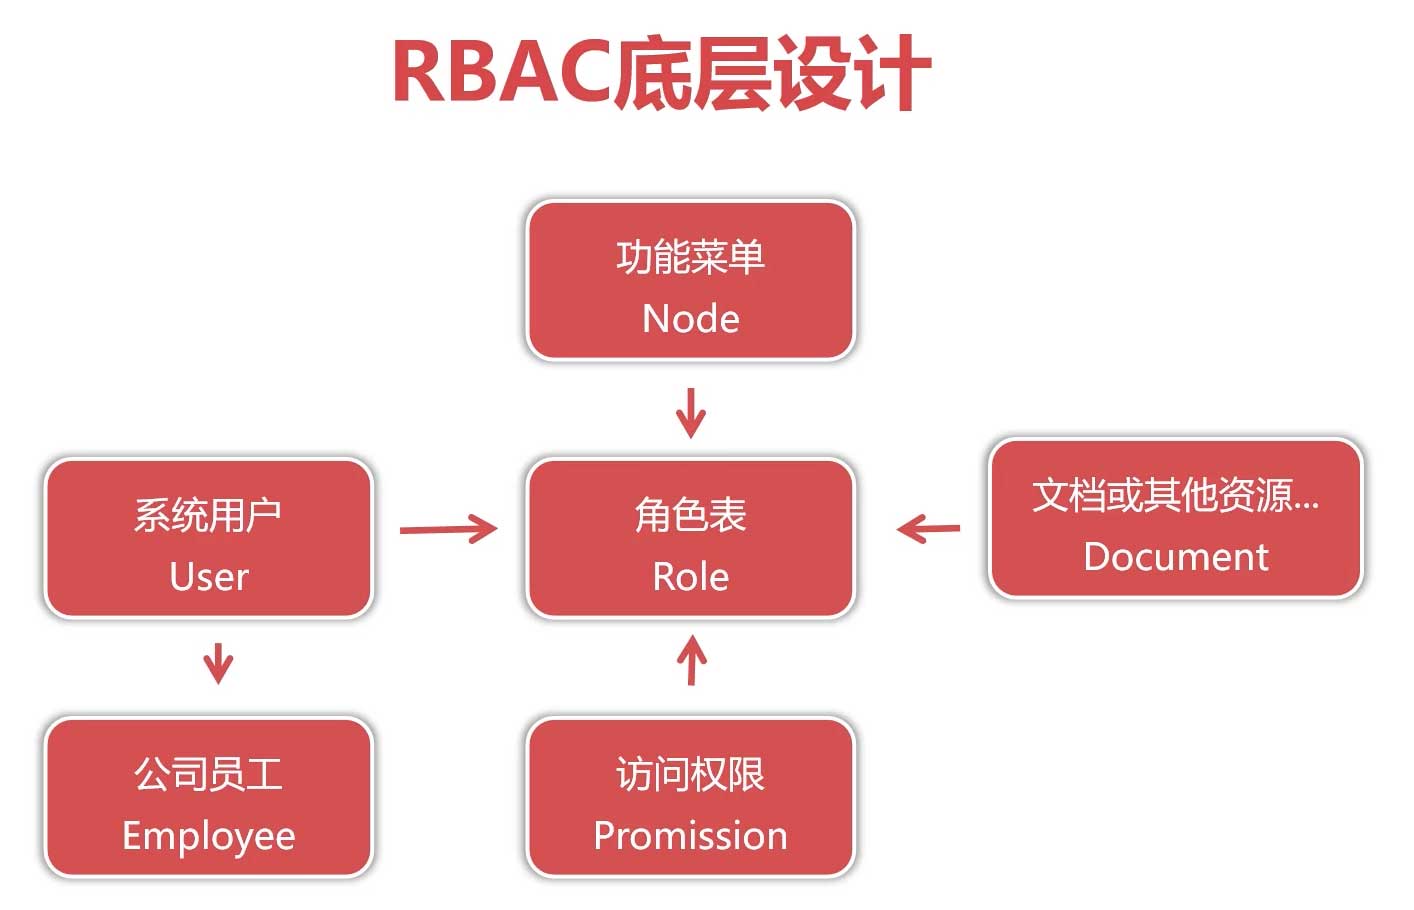 RBAC底层设计
功能菜单
Node
系统用户
User
角色表
Role
文档或其他资源...
Document
公司员工
Employee
访问权限
Promission